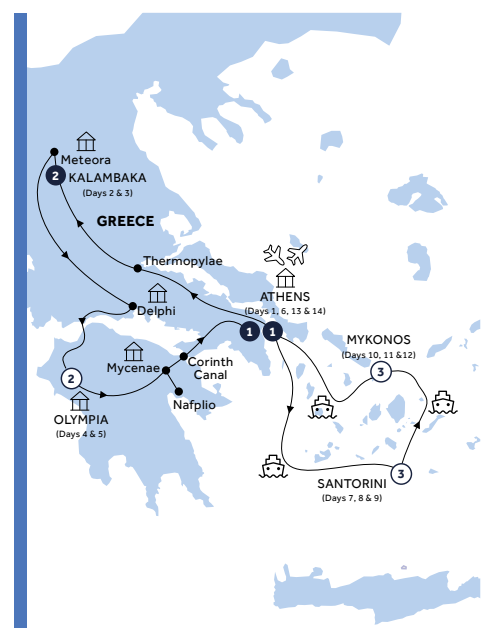 Meteora
2
KALAMBAKA
(Days 2 & 3)
GREECE
Thermopylae
Delphi
ATHENS
(Days 1, 6, 13 & 14)
1
1
MYKONOS
(Days 10, 11 &12)
3
Mycenae
Corinth
Canal
2
Nafplio
OLYMPIA
(Days 4 & 5)
3
SANTORINI
(Days 7, 8 & 9)